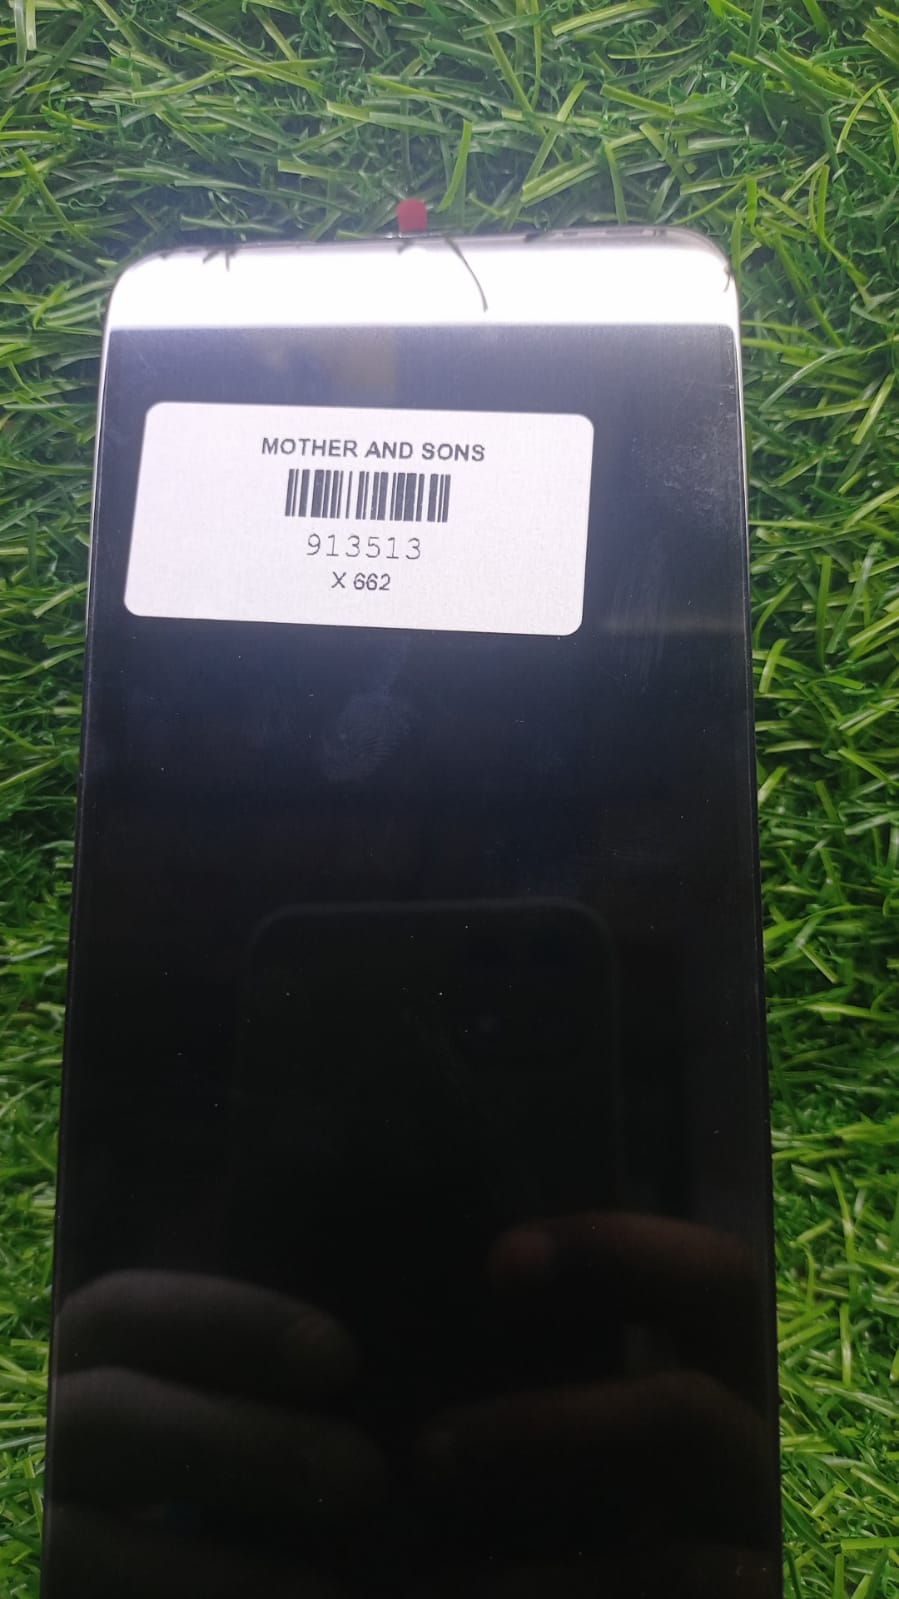 MOTHER AND SONS
913513
X 662